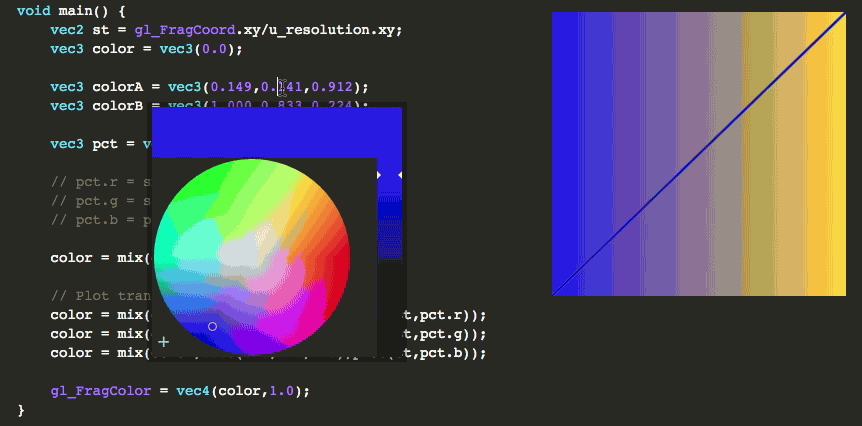 void main() {
vec2 st = gl_FragCoord.xy/u_resolution.xy;
vec3 color = vec3(0.0);
vec3 colorA = vec3(0.149,0.141,0.912);
vec3 colorB = vec3(1.000,0.833,0.224);
vec3 pct = v
// pct.r = s
// pct.g = s
// pct.b = p
color = mix(
// Plot tran
color = mix( t,pct.r));
color = mix( t,pct.g));
color = mix( t,pct.b));
gl_FragColor = vec4(color,1.0);
}